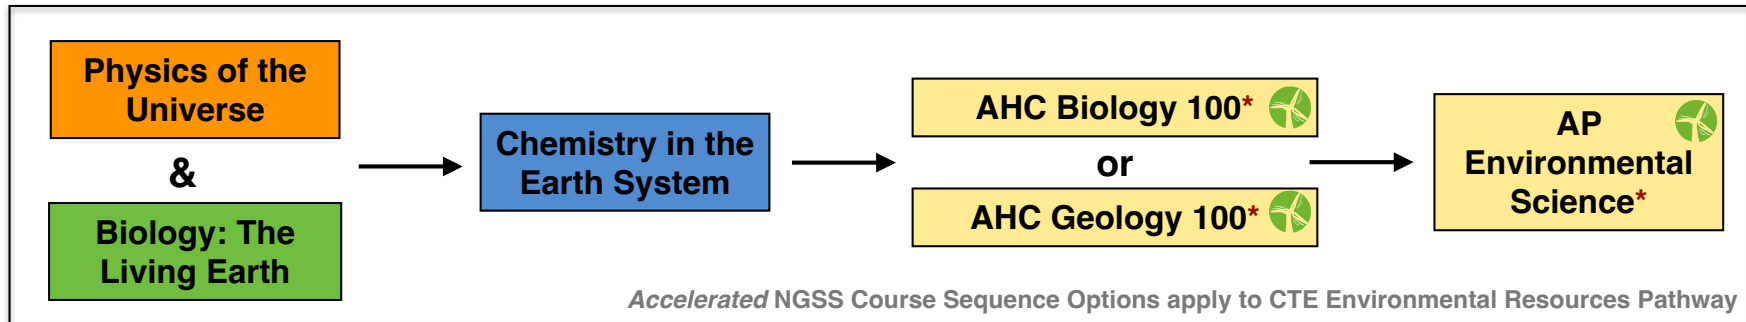 Physics of the
Universe
&
Biology: The
Living Earth
Chemistry in the
Earth System
AHC Biology 100*
or
AHC Geology 100*
AP
Environmental
Science*
Accelerated NGSS Course Sequence Options apply to CTE Environmental Resources Pathway